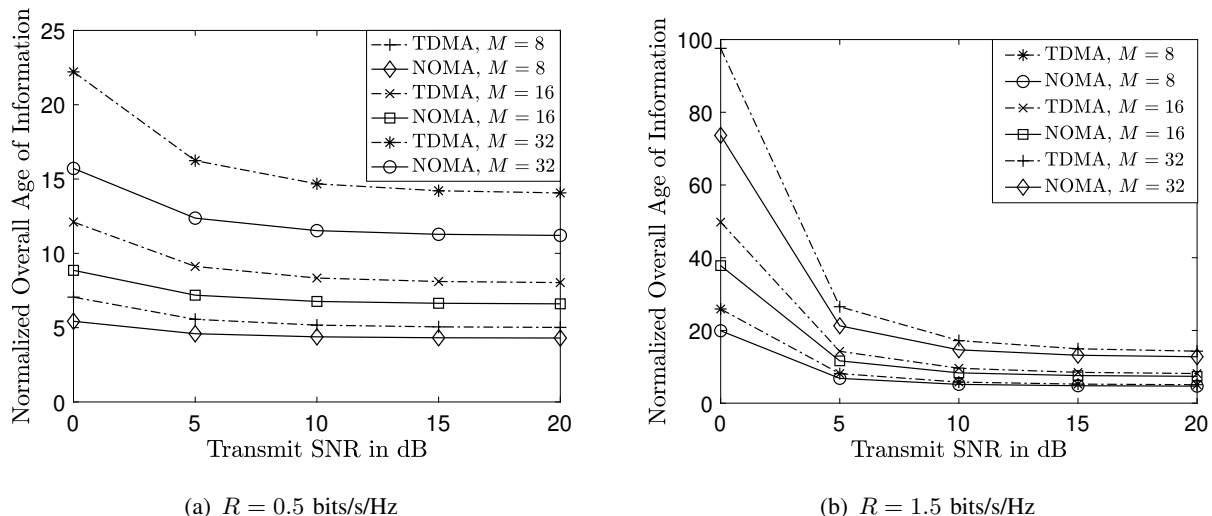 Normalized Overall Age of Information
25
20
15
10
5
0
0 5 10 15 20
Transmit SNR in dB
TDMA, M = 8
NOMA, M = 8
TDMA, M = 16
NOMA, M = 16
TDMA, M = 32
NOMA, M = 32
(a) R = 0.5 bits/s/Hz
Normalized Overall Age of Information
100
80
60
40
20
0
0 5 10 15 20
Transmit SNR in dB
TDMA, M = 8
NOMA, M = 8
TDMA, M = 16
NOMA, M = 16
TDMA, M = 32
NOMA, M = 32
(b) R = 1.5 bits/s/Hz